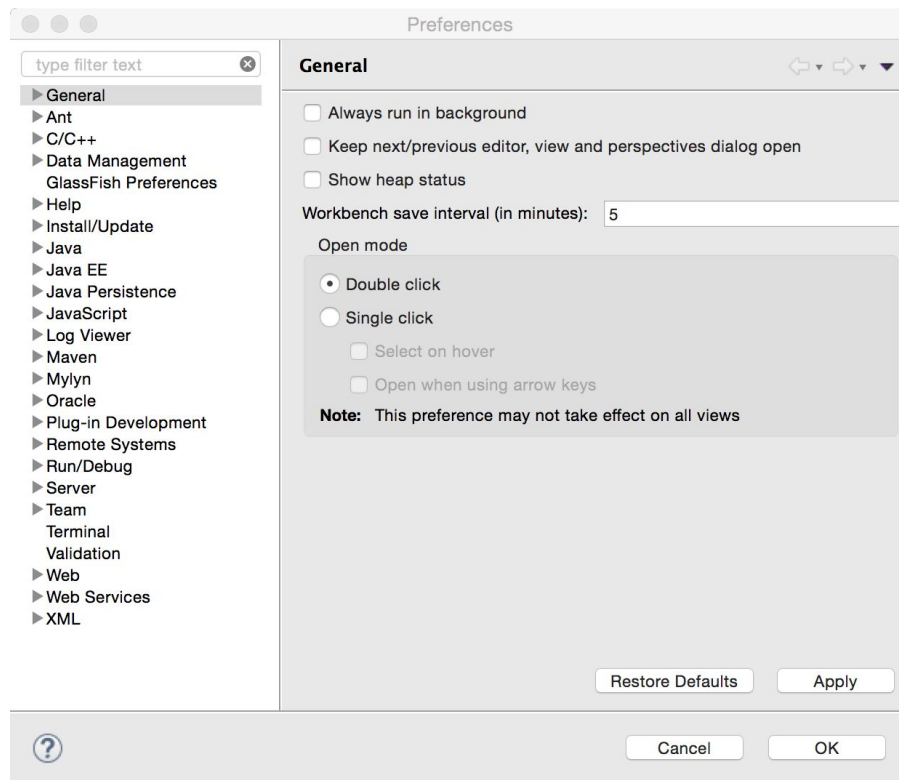 Preferences
type filter text
General
Ant
C/C++
Data Management
GlassFish Preferences
Help
Install/Update
Java
Java EE
Java Persistence
JavaScript
Log Viewer
Maven
Mylyn
Oracle
Plug-in Development
Remote Systems
Run/Debug
Server
Team
Terminal
Validation
Web
Web Services
XML
General
Always run in background
Keep next/previous editor, view and perspectives dialog open
Show heap status
Workbench save interval (in minutes): 5
Open mode
Double click
Single click
Select on hover
Open when using arrow keys
Note: This preference may not take effect on all views
Restore Defaults Apply
? Cancel OK